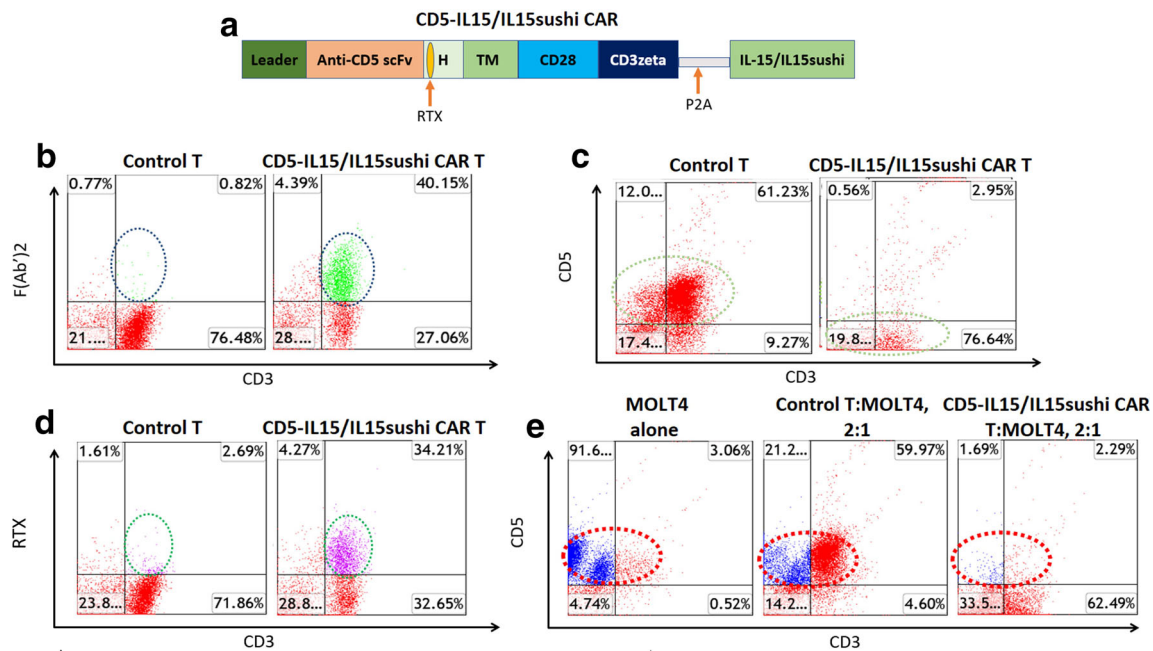 a
CD5-IL15/IL15sushi CAR
Leader
Anti-CD5 scFv
H
TM
CD28
CD3zeta
IL-15/IL15sushi
RTX
P2A
b
Control T
CD5-IL15/IL15sushi CAR T
0.77%
0.82%
4.39%
40.15%
F(Ab')2
21....
76.48%
28....
27.06%
CD3
c
Control T
CD5-IL15/IL15sushi CAR T
12.0...
61.23%
0.56%
2.95%
CD5
17.4...
9.27%
19.8...
76.64%
CD3
d
Control T
CD5-IL15/IL15sushi CAR T
1.61%
2.69%
4.27%
34.21%
RTX
23.8...
71.86%
28.8...
32.65%
CD3
e
MOLT4
alone
Control T:MOLT4,
2:1
CD5-IL15/IL15sushi CAR
T:MOLT4, 2:1
91.6...
3.06%
21.2...
59.97%
1.69%
2.29%
CD5
4.74%
0.52%
14.2...
4.60%
33.5...
62.49%
CD3